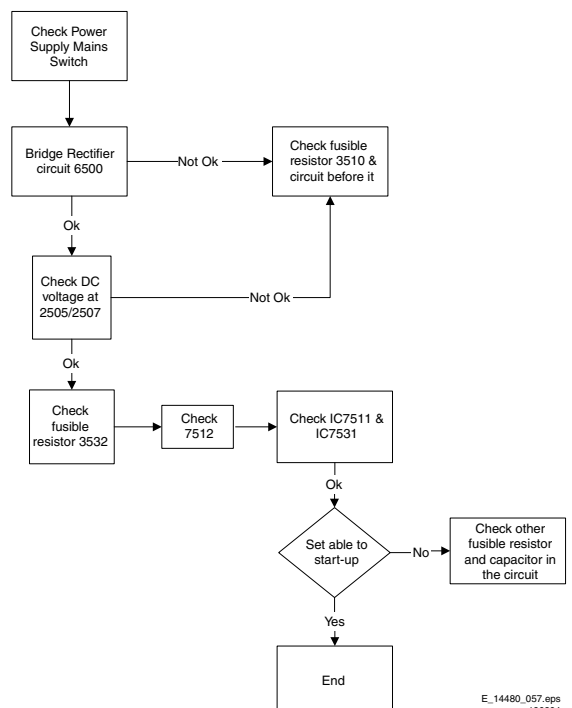 Check Power
Supply Mains
Switch
Bridge Rectifier
circuit 6500
Not Ok
Check fusible
resistor 3510 &
circuit before it
Ok
Check DC
voltage at
2505/2507
Not Ok
Ok
Check
fusible
resistor 3532
Check
7512
Check IC7511 &
IC7531
Ok
Set able to
start-up
No
Check other
fusible resistor
and capacitor in
the circuit
Yes
End
E_14480_057.eps